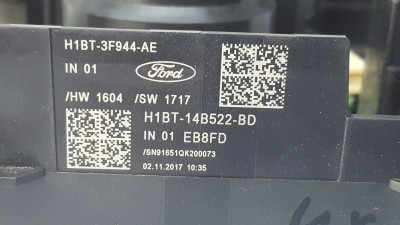 H1BT-3F944-AE
IN 01 Ford
/HW 1604 /SW 1717
H1BT-14B522-BD
IN 01 EB8FD
/SN91651QK200073
02.11.2017 10:35